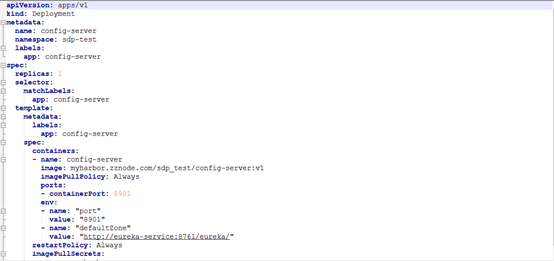 apiVersion: apps/v1
kind: Deployment
metadata:
  name: config-server
  namespace: sdp-test
  labels:
    app: config-server
spec:
  replicas: 1
  selector:
    matchLabels:
      app: config-server
  template:
    metadata:
      labels:
        app: config-server
    spec:
      containers:
      - name: config-server
        image: myharbor.zznode.com/sdp_test/config-server:v1
        imagePullPolicy: Always
        ports:
        - containerPort: 8901
        env:
        - name: "port"
          value: "8901"
        - name: "defaultZone"
          value: "http://eureka-service:8761/eureka/"
      restartPolicy: Always
      imagePullSecrets: